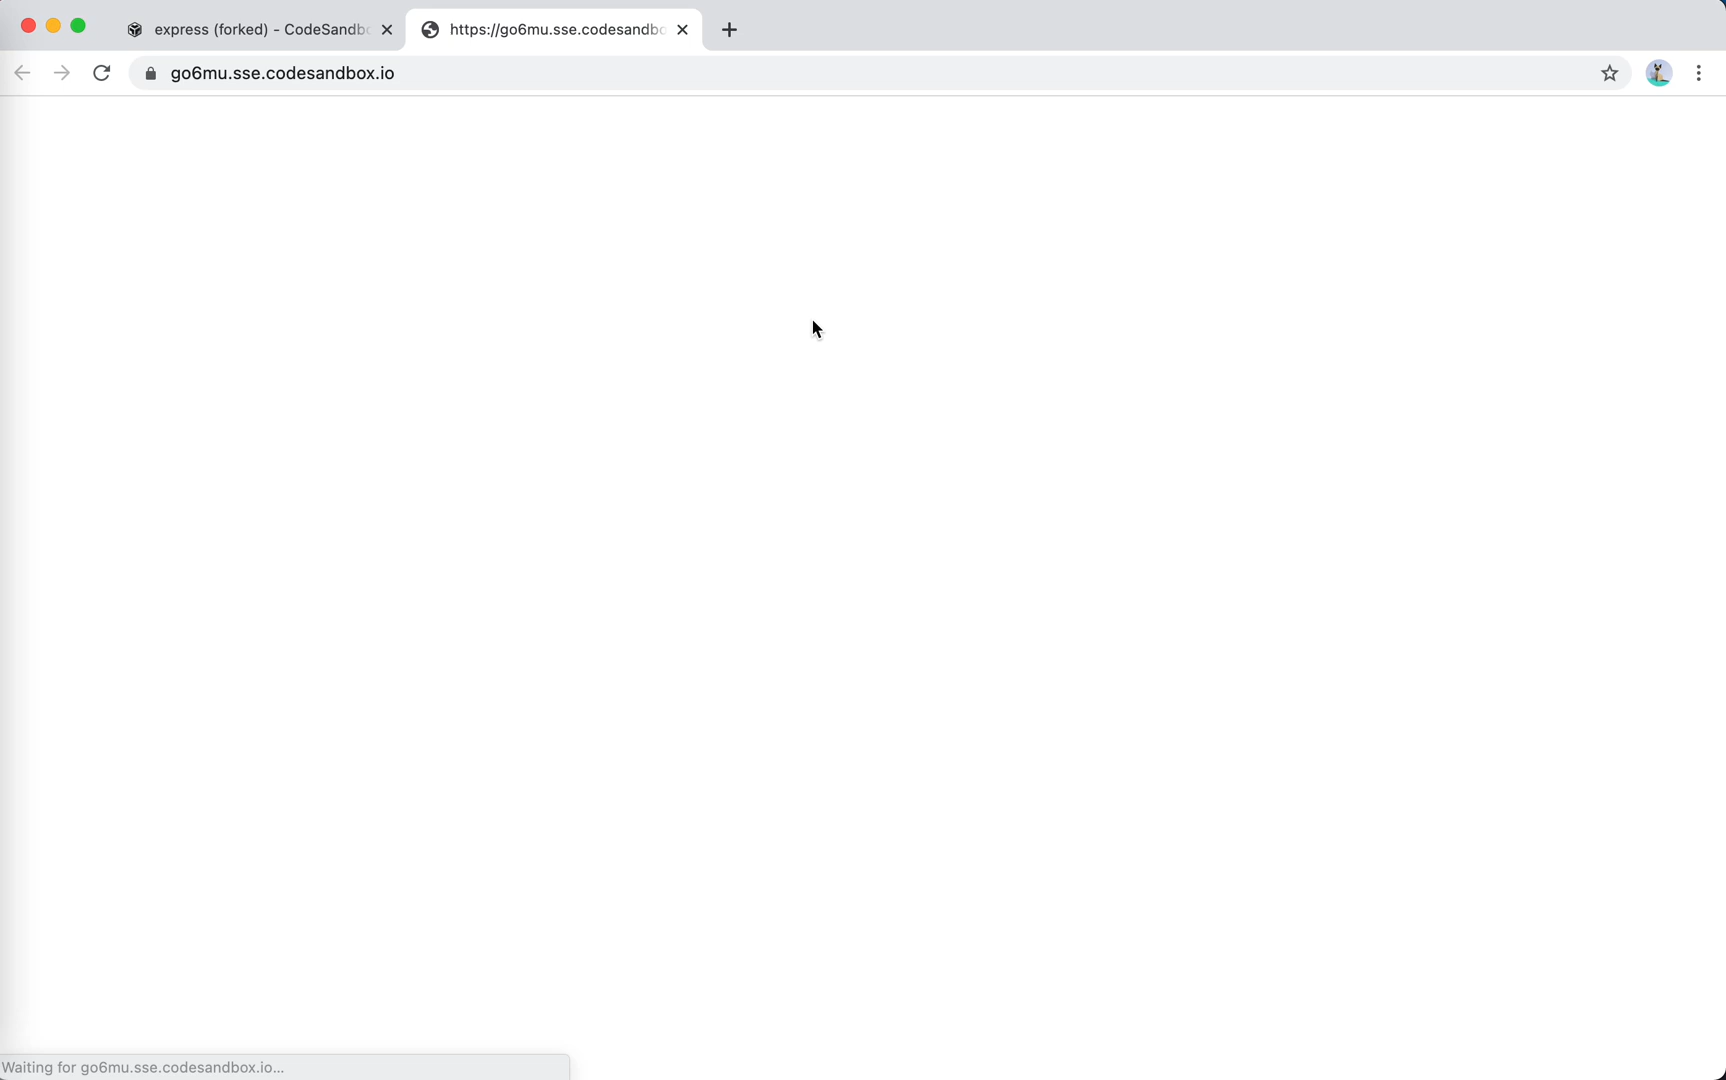 express (forked) - CodeSandb
https://go6mu.sse.codesandb
go6mu.sse.codesandbox.io
Waiting for go6mu.sse.codesandbox.io...